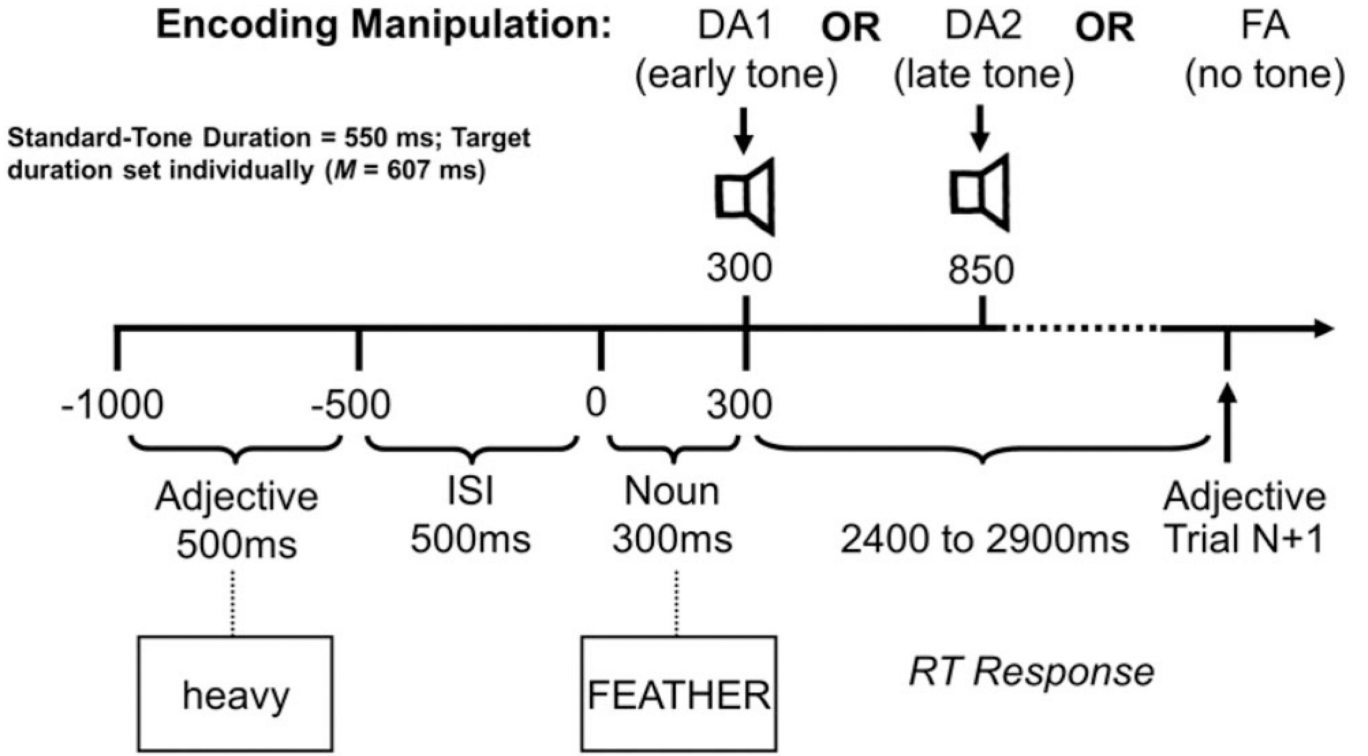 Encoding Manipulation: DA1 OR DA2 OR FA
(early tone) (late tone) (no tone)
Standard-Tone Duration = 550 ms; Target
duration set individually (M = 607 ms)
300 850
-1000 -500 0 300
Adjective ISI Noun Adjective
500ms 500ms 300ms 2400 to 2900ms Trial N+1
heavy FEATHER RT Response